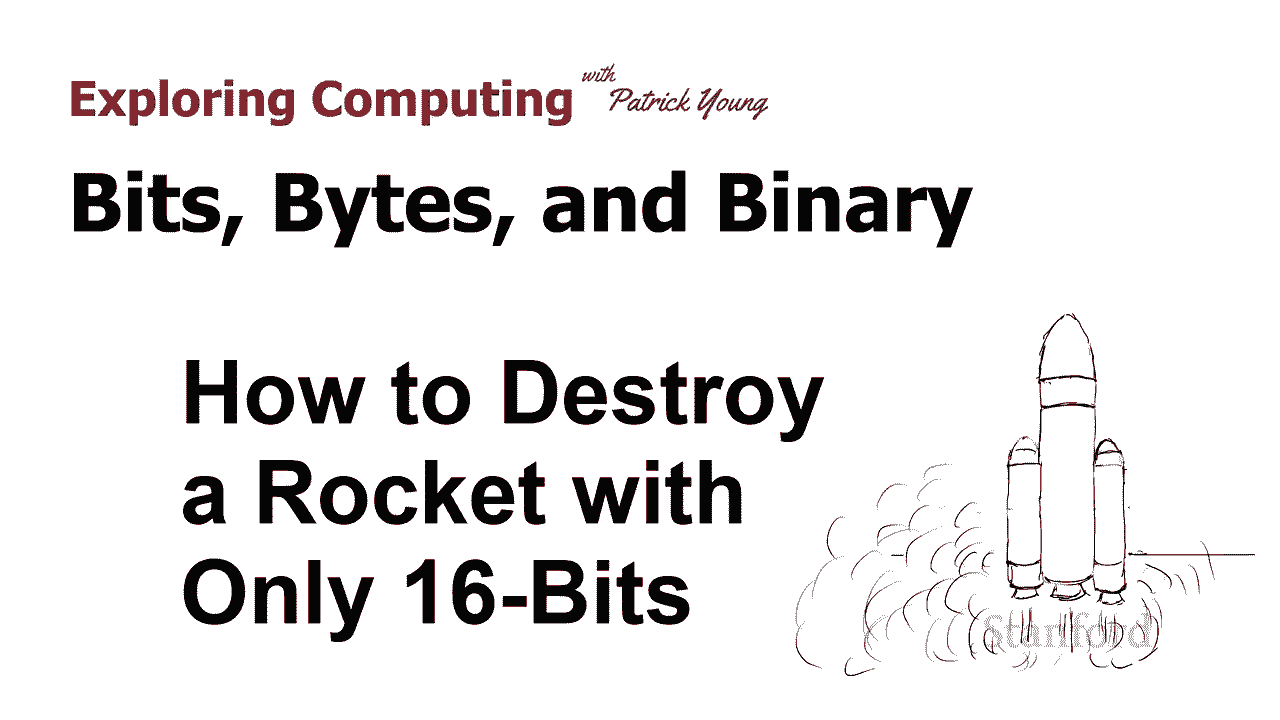 Exploring Computing with Patrick Young
Bits, Bytes, and Binary
How to Destroy
a Rocket with
Only 16-Bits
Stanford